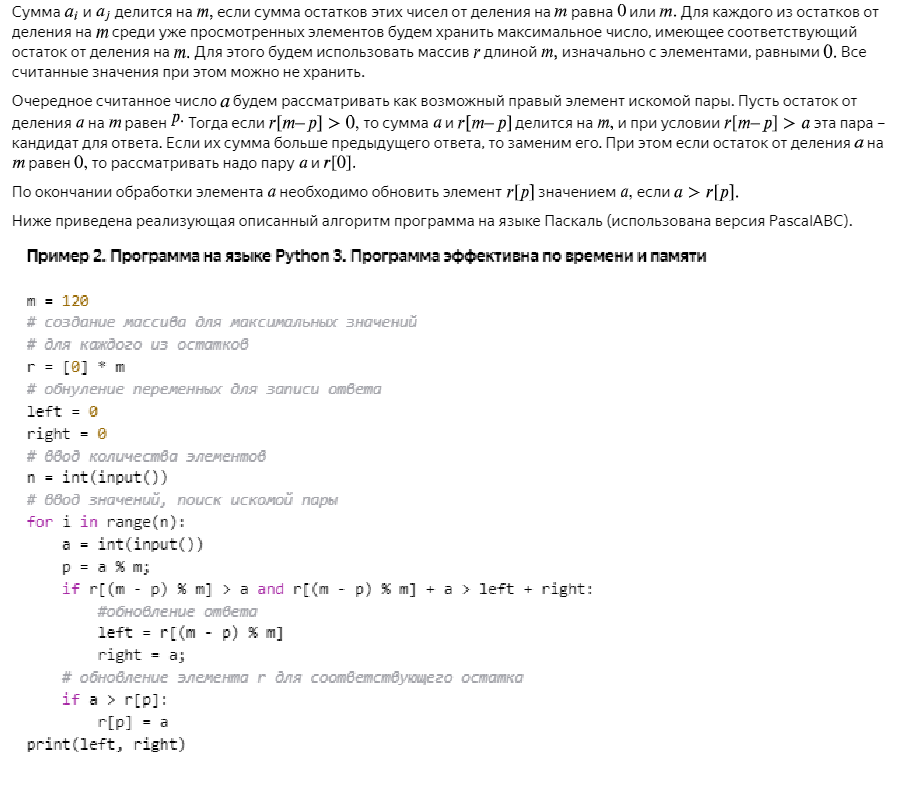 Сумма aᵢ и aⱼ делится на m, если сумма остатков этих чисел от деления на m равна 0 или m. Для каждого из остатков от
деления на m среди уже просмотренных элементов будем хранить максимальное число, имеющее соответствующий
остаток от деления на m. Для этого будем использовать массив r длиной m, изначально с элементами, равными 0. Все
считанные значения при этом можно не хранить.
Очередное считанное число a будем рассматривать как возможный правый элемент искомой пары. Пусть остаток от
деления a на m равен p. Тогда если r[m−p] > 0, то сумма a и r[m−p] делится на m, и при условии r[m−p] > a эта пара –
кандидат для ответа. Если их сумма больше предыдущего ответа, то заменим его. При этом если остаток от деления a на
m равен 0, то рассматривать надо пару a и r[0].
По окончании обработки элемента a необходимо обновить элемент r[p] значением a, если a > r[p].
Ниже приведена реализующая описанный алгоритм программа на языке Паскаль (использована версия PascalABC).
Пример 2. Программа на языке Python 3. Программа эффективна по времени и памяти
m = 120
# создание массива для максимальных значений
# для каждого из остатков
r = [0] * m
# обнуление переменных для записи ответа
left = 0
right = 0
# ввод количества элементов
n = int(input())
# ввод значений, поиск искомой пары
for i in range(n):
    a = int(input())
    p = a % m;
    if r[(m - p) % m] > a and r[(m - p) % m] + a > left + right:
        #обновление ответа
        left = r[(m - p) % m]
        right = a;
    # обновление элемента r для соответствующего остатка
    if a > r[p]:
        r[p] = a
print(left, right)